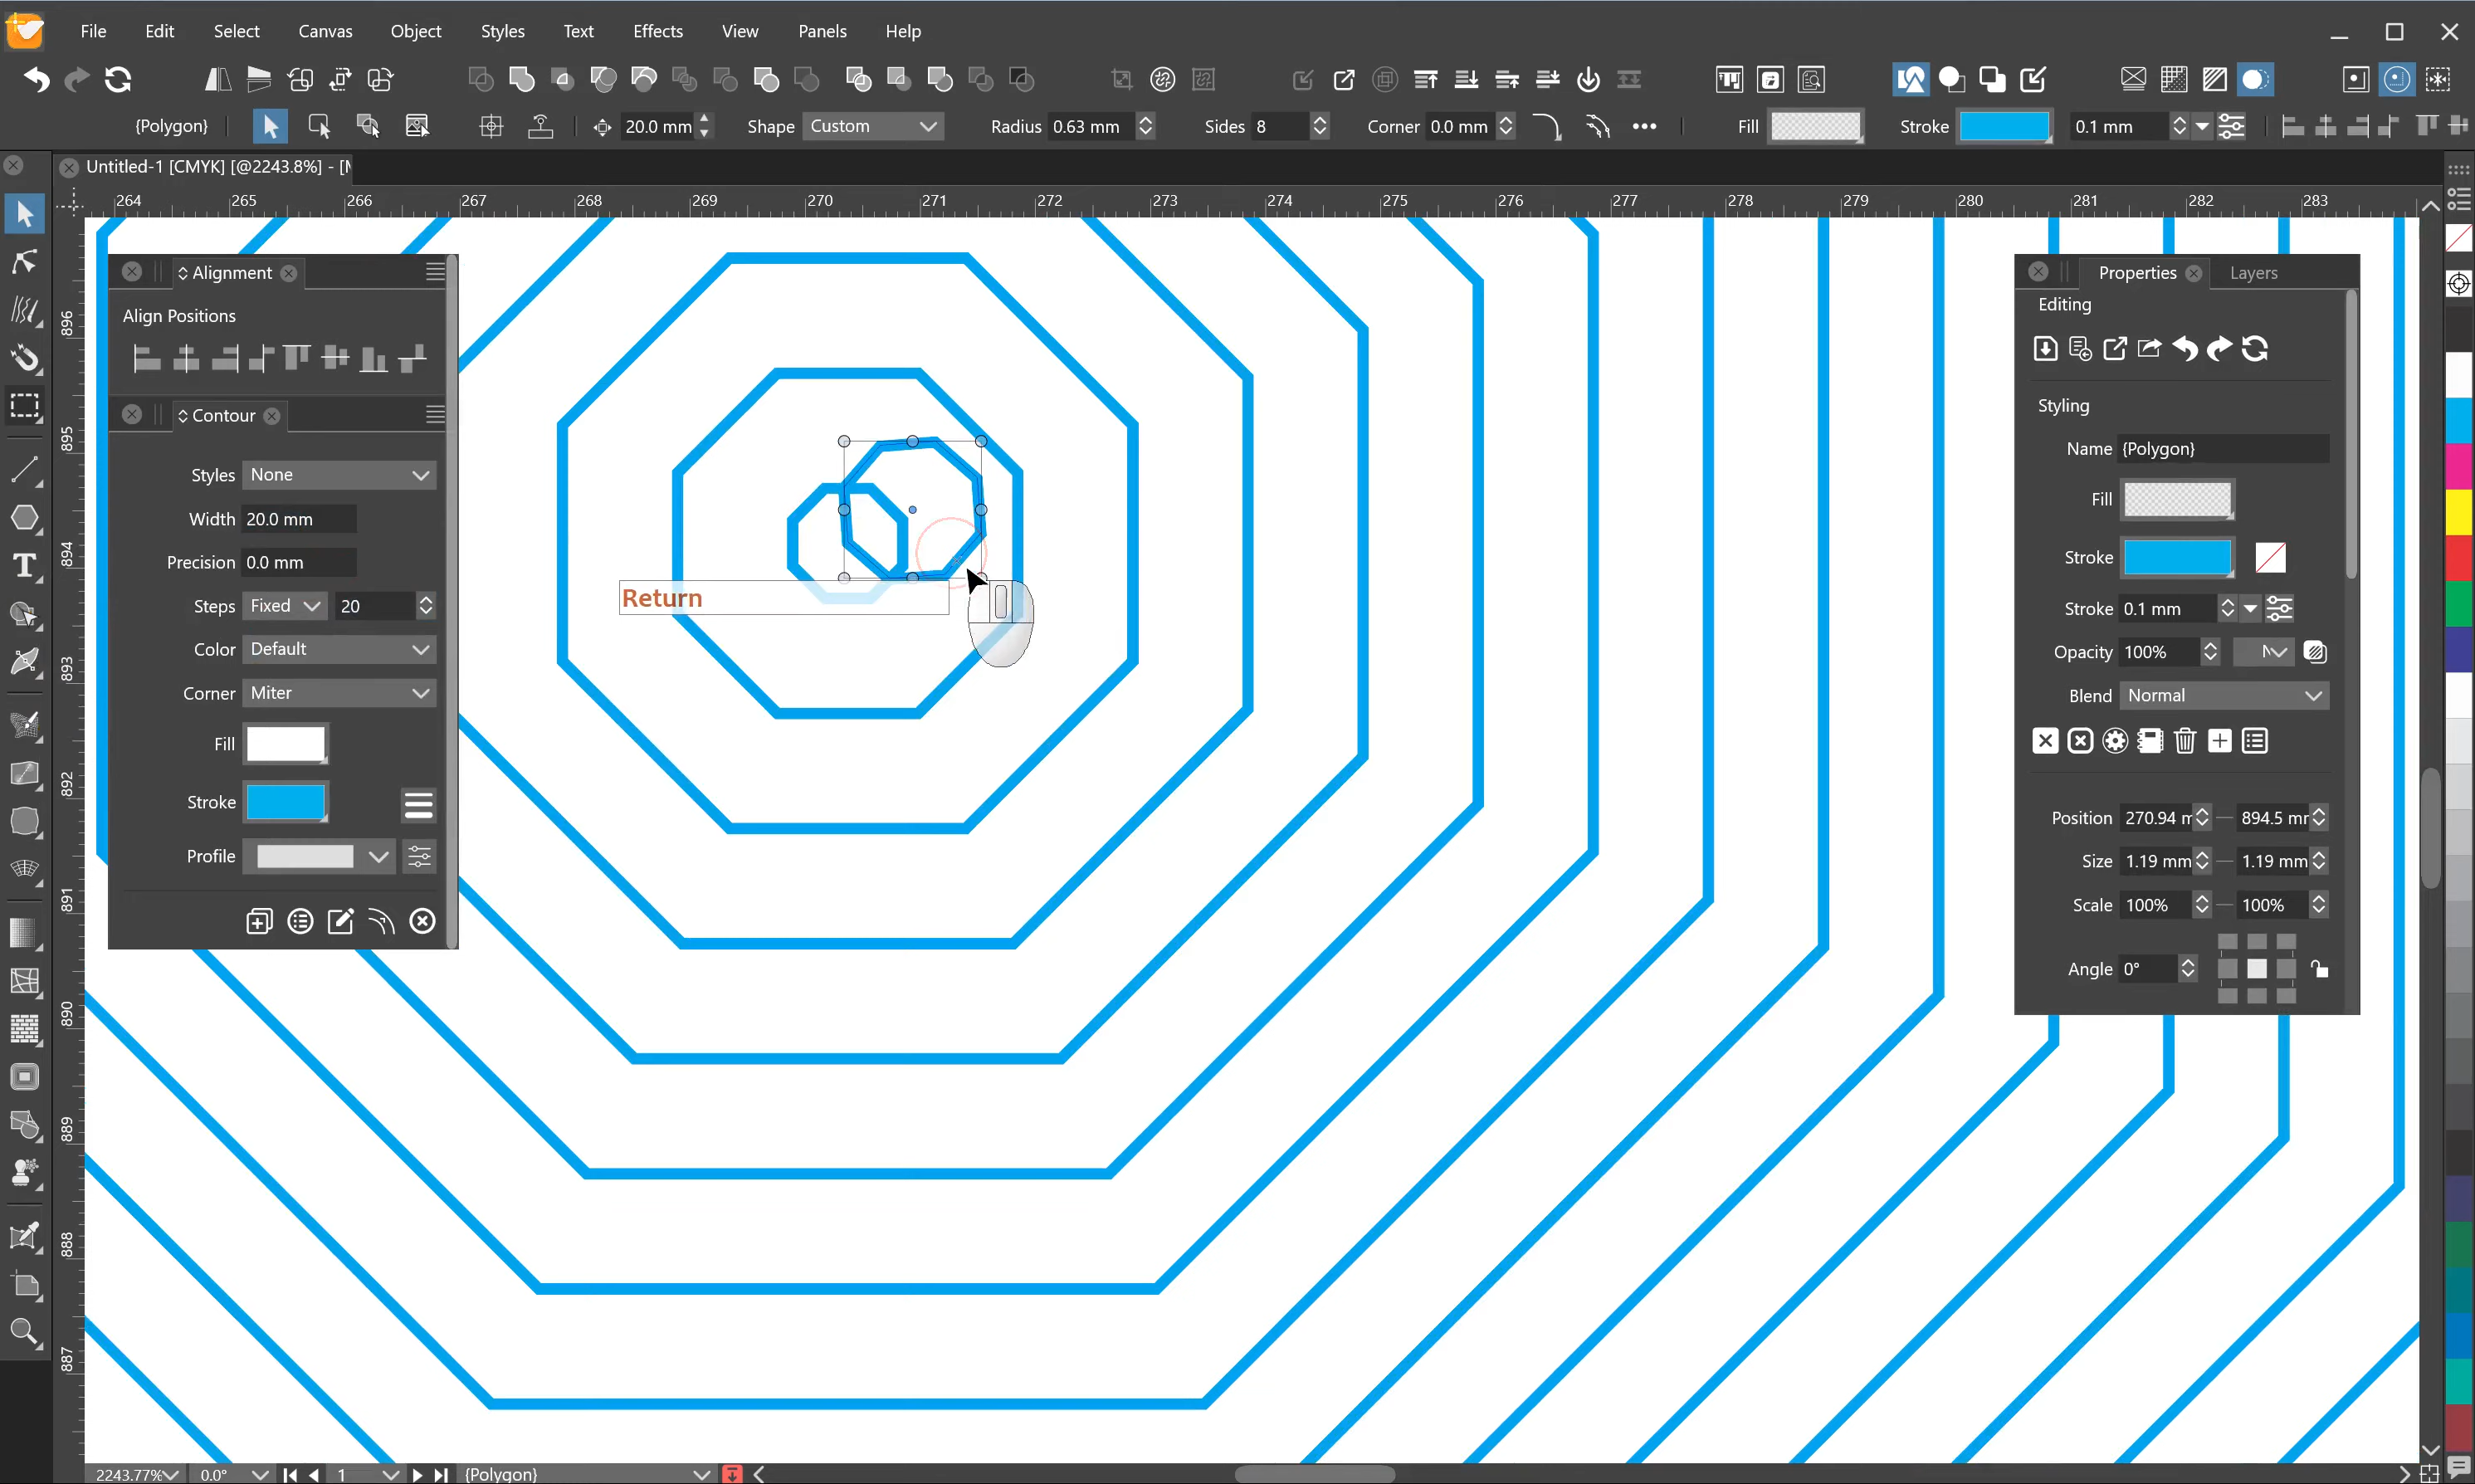 File Edit Select Canvas Object Styles Text Effects View Panels Help
{Polygon} 20.0 mm Shape Custom Radius 0.63 mm Sides 8 Corner 0.0 mm Fill Stroke 0.1 mm
Untitled-1 [CMYK] [@2243.8%] - [M
264 265 266 267 268 269 270 271 272 273 274 275 276 277 278 279 280 281 282 283
896
895
894
893
892
891
890
889
888
887
Alignment
Align Positions
Contour
Styles None
Width 20.0 mm
Precision 0.0 mm
Steps Fixed 20
Color Default
Corner Miter
Fill
Stroke
Profile
Return
Properties Layers
Editing
Styling
Name {Polygon}
Fill
Stroke
Stroke 0.1 mm
Opacity 100% N
Blend Normal
Position 270.94 m 894.5 mr
Size 1.19 mm 1.19 mm
Scale 100% 100%
Angle 0°
2243.77% 0.0° 1 {Polygon}